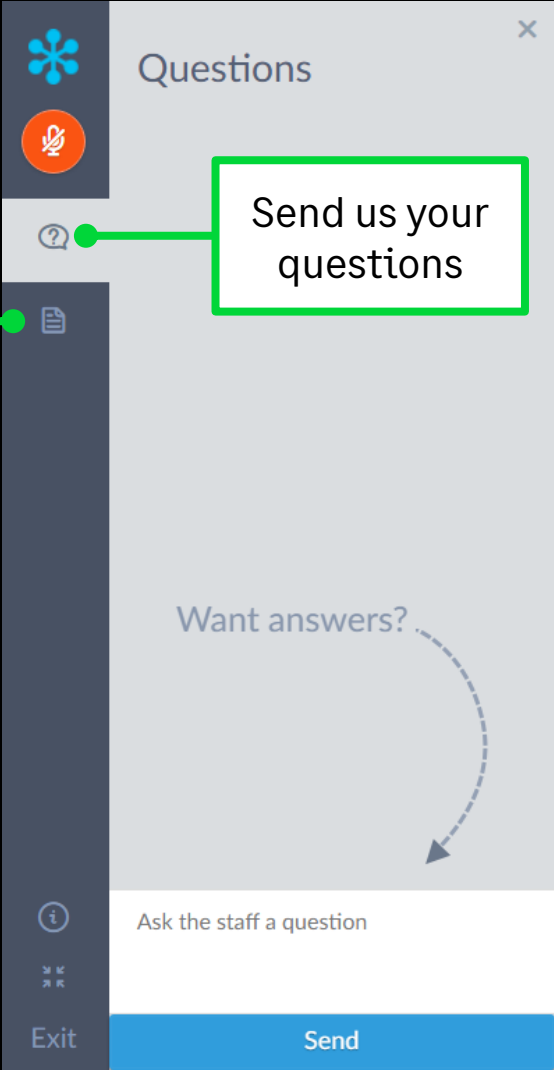 Questions
Send us your
questions
Want answers?
Ask the staff a question
Exit
Send